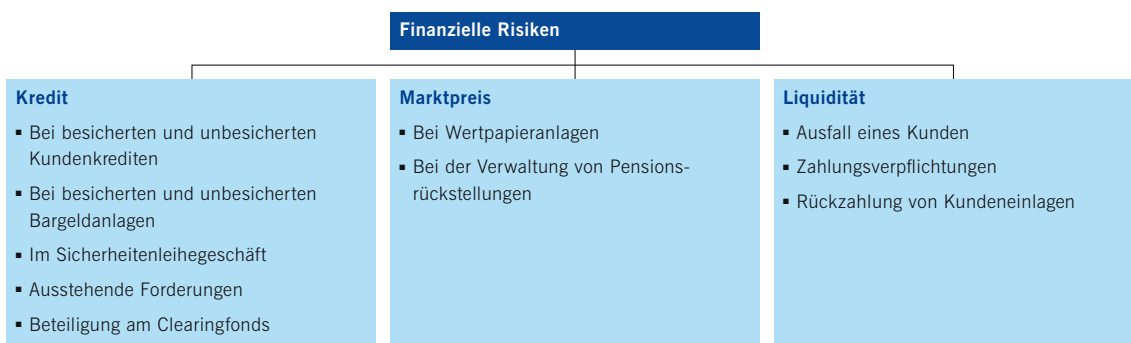 Finanzielle Risiken
Kredit
▪ Bei besicherten und unbesicherten
Kundenkrediten
▪ Bei besicherten und unbesicherten
Bargeldanlagen
▪ Im Sicherheitenleihegeschäft
▪ Ausstehende Forderungen
▪ Beteiligung am Clearingfonds
Marktpreis
▪ Bei Wertpapieranlagen
▪ Bei der Verwaltung von Pensions-
rückstellungen
Liquidität
▪ Ausfall eines Kunden
▪ Zahlungsverpflichtungen
▪ Rückzahlung von Kundeneinlagen